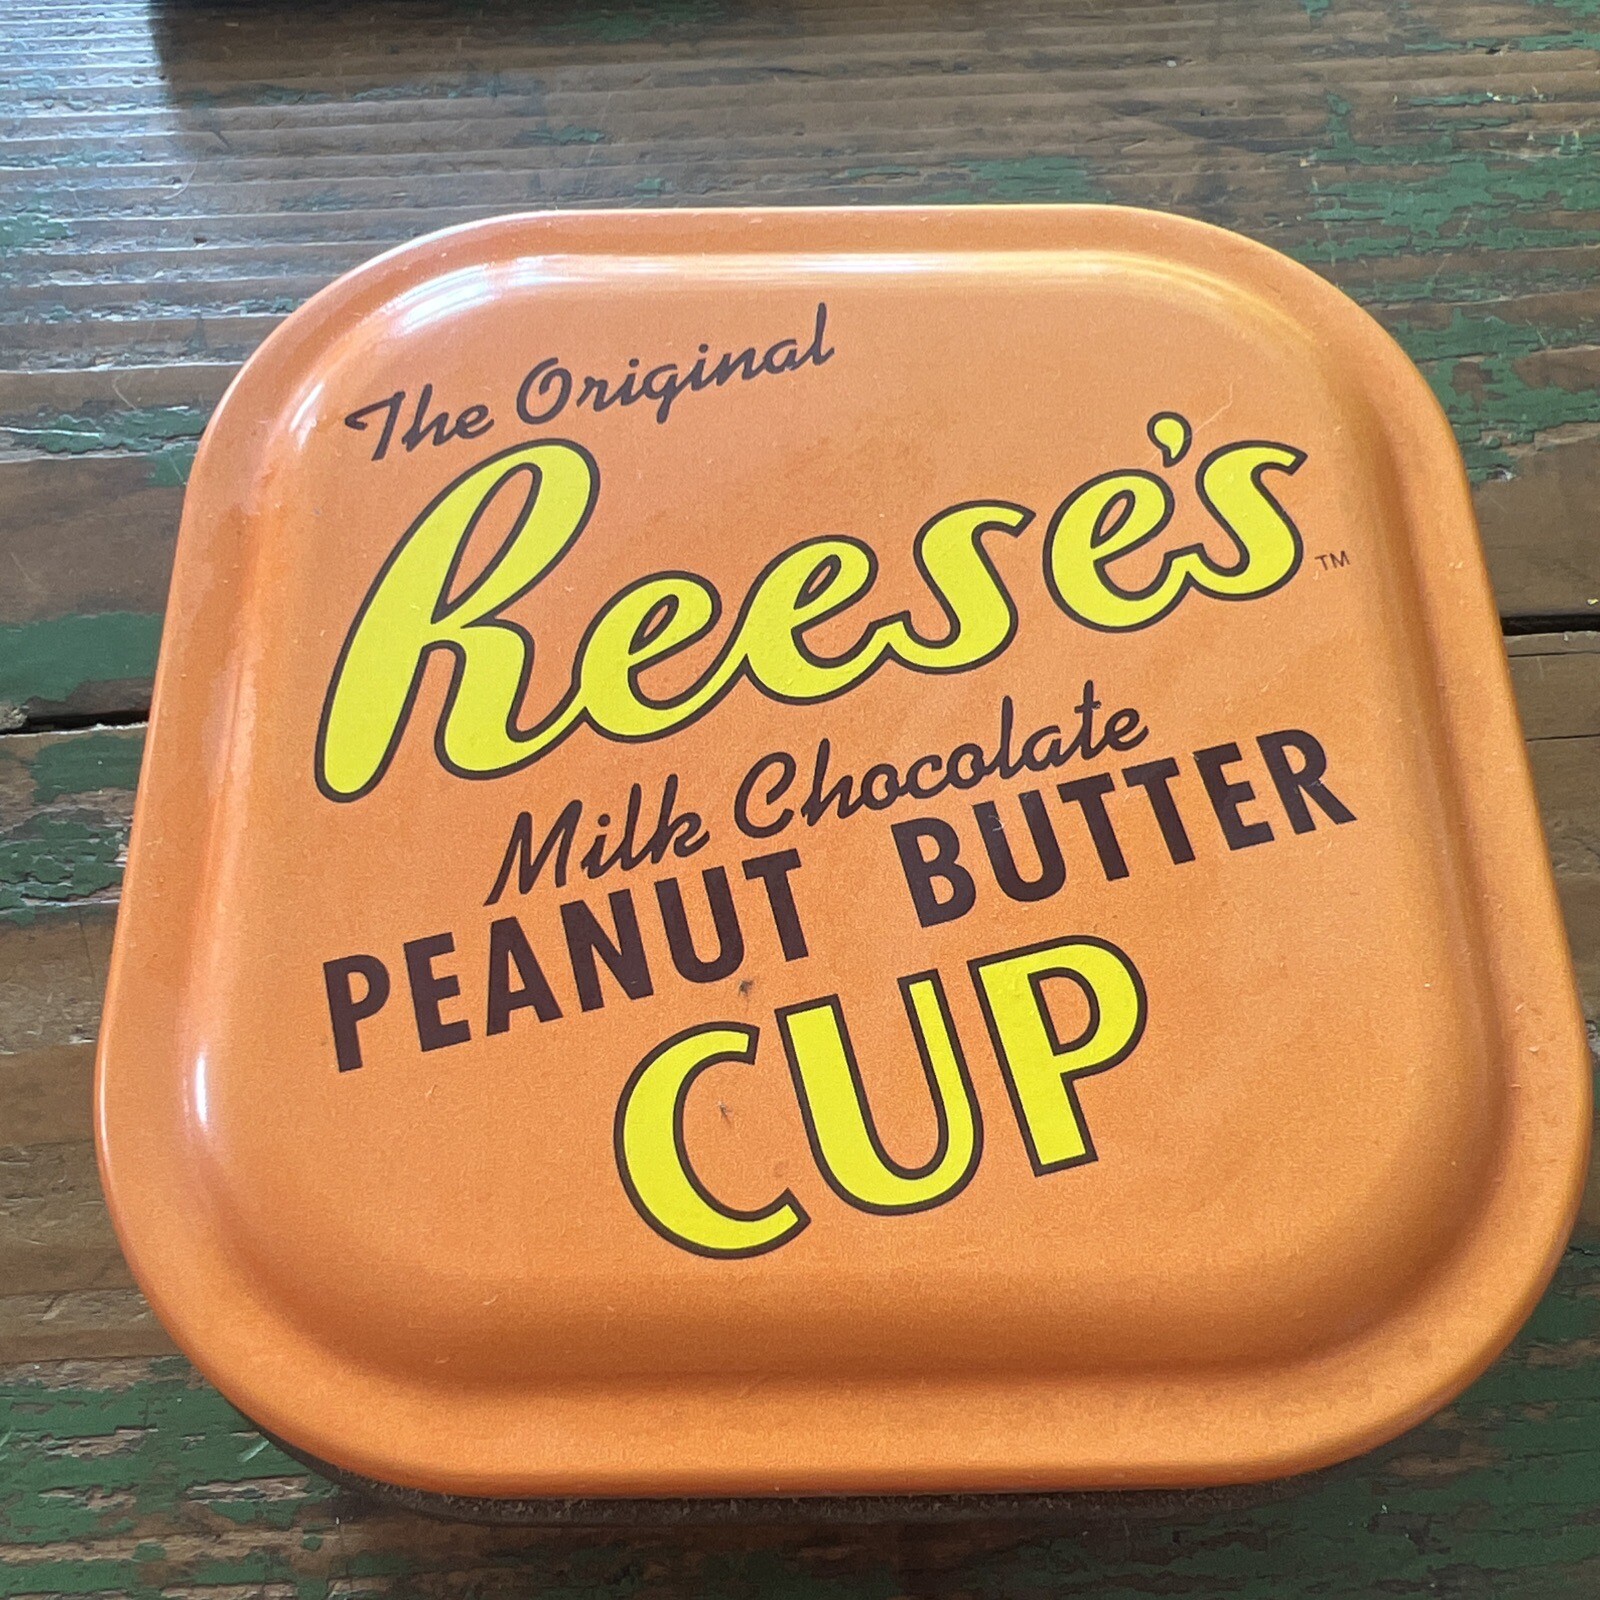 The Original
Reese's™
Milk Chocolate
PEANUT BUTTER
CUP